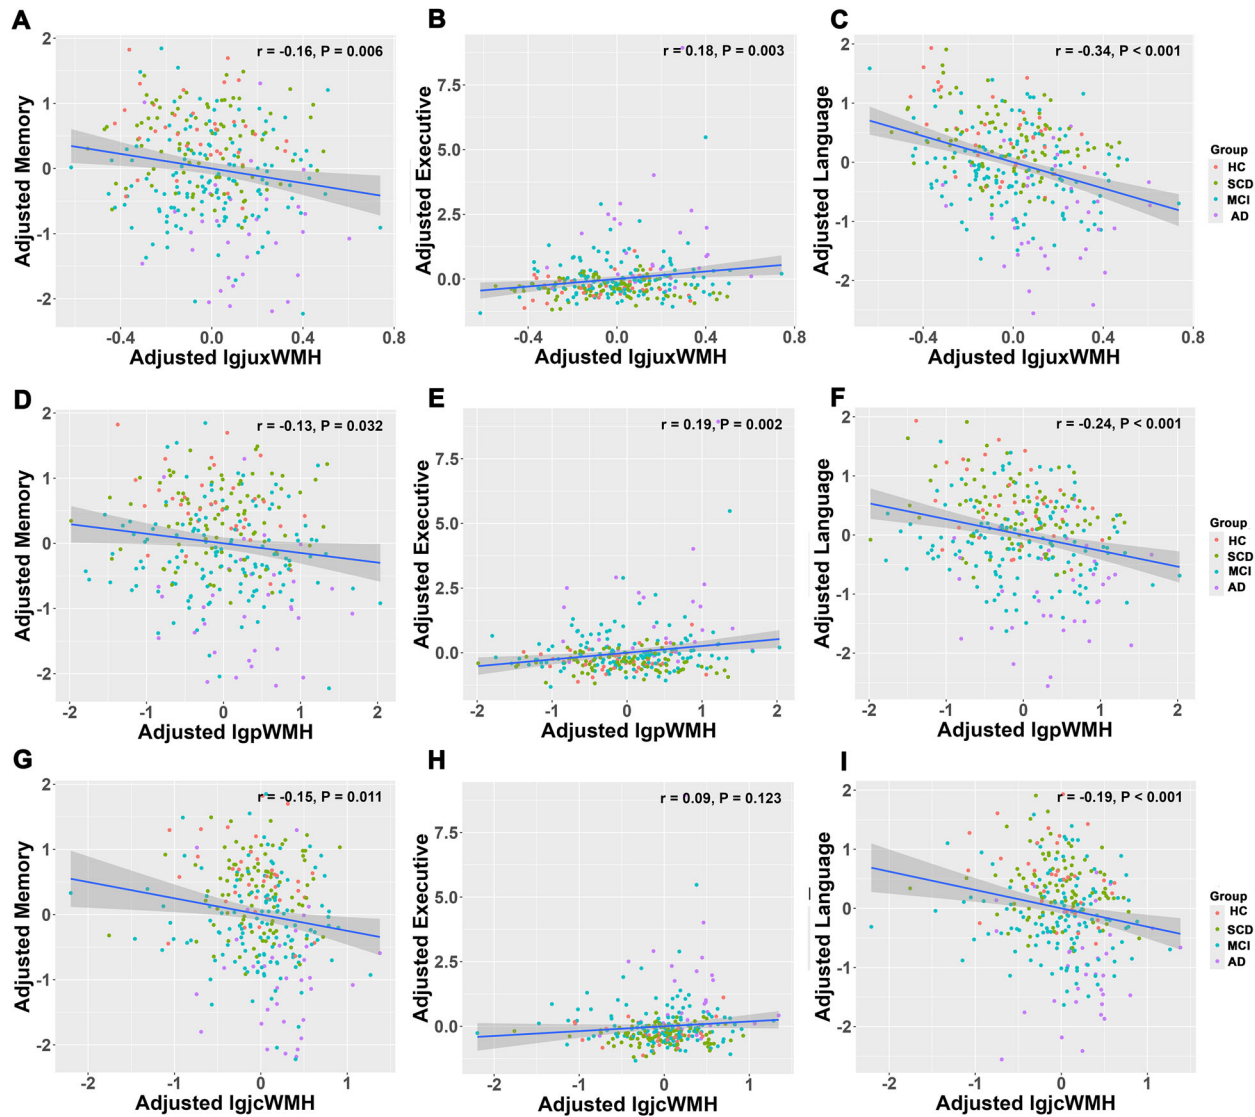 A
r = -0.16, P = 0.006
2
1
0
-1
-2
Adjusted Memory
-0.4 0.0 0.4 0.8
Adjusted lgjuxWMH
B
r = 0.18, P = 0.003
7.5
5.0
2.5
0.0
Adjusted Executive
-0.4 0.0 0.4 0.8
Adjusted lgjuxWMH
C
r = -0.34, P < 0.001
2
1
0
-1
-2
Adjusted Language
-0.4 0.0 0.4 0.8
Adjusted lgjuxWMH
Group
HC
SCD
MCI
AD
D
r = -0.13, P = 0.032
2
1
0
-1
-2
Adjusted Memory
-2 -1 0 1 2
Adjusted lgpWMH
E
r = 0.19, P = 0.002
7.5
5.0
2.5
0.0
Adjusted Executive
-2 -1 0 1 2
Adjusted lgpWMH
F
r = -0.24, P < 0.001
2
1
0
-1
-2
Adjusted Language
-2 -1 0 1 2
Adjusted lgpWMH
Group
HC
SCD
MCI
AD
G
r = -0.15, P = 0.011
2
1
0
-1
-2
Adjusted Memory
-2 -1 0 1
Adjusted lgjcWMH
H
r = 0.09, P = 0.123
7.5
5.0
2.5
0.0
Adjusted Executive
-2 -1 0 1
Adjusted lgjcWMH
I
r = -0.19, P < 0.001
2
1
0
-1
-2
Adjusted Language
-2 -1 0 1
Adjusted lgjcWMH
Group
HC
SCD
MCI
AD